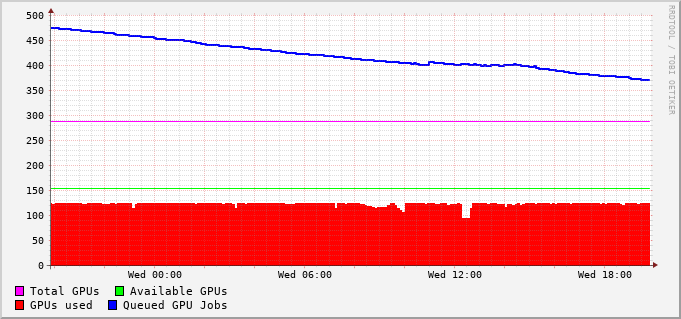 500
450
400
350
300
250
200
150
100
50
0
Wed 00:00 Wed 06:00 Wed 12:00 Wed 18:00
Total GPUs Available GPUs
GPUs used Queued GPU Jobs
RRDTOOL / TOBI OETIKER